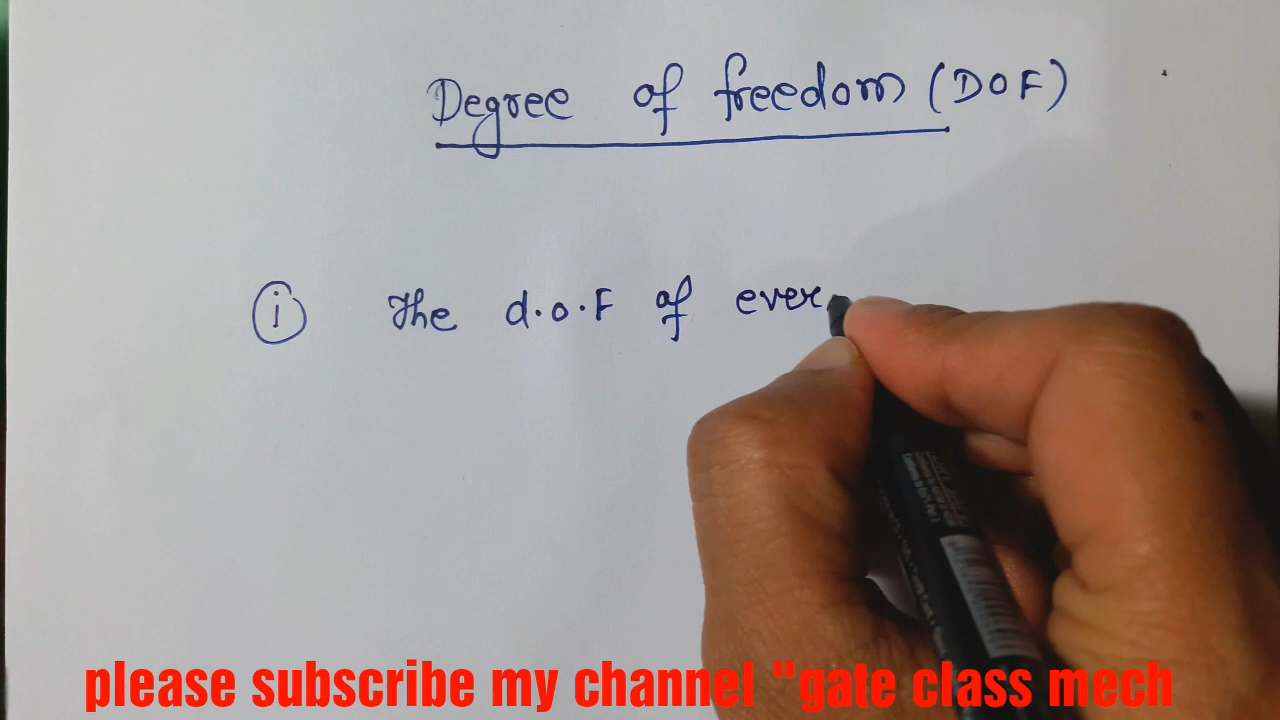 Degree of freedom (DOF)
i The d.o.F of ever
please subscribe my channel "gate class mech